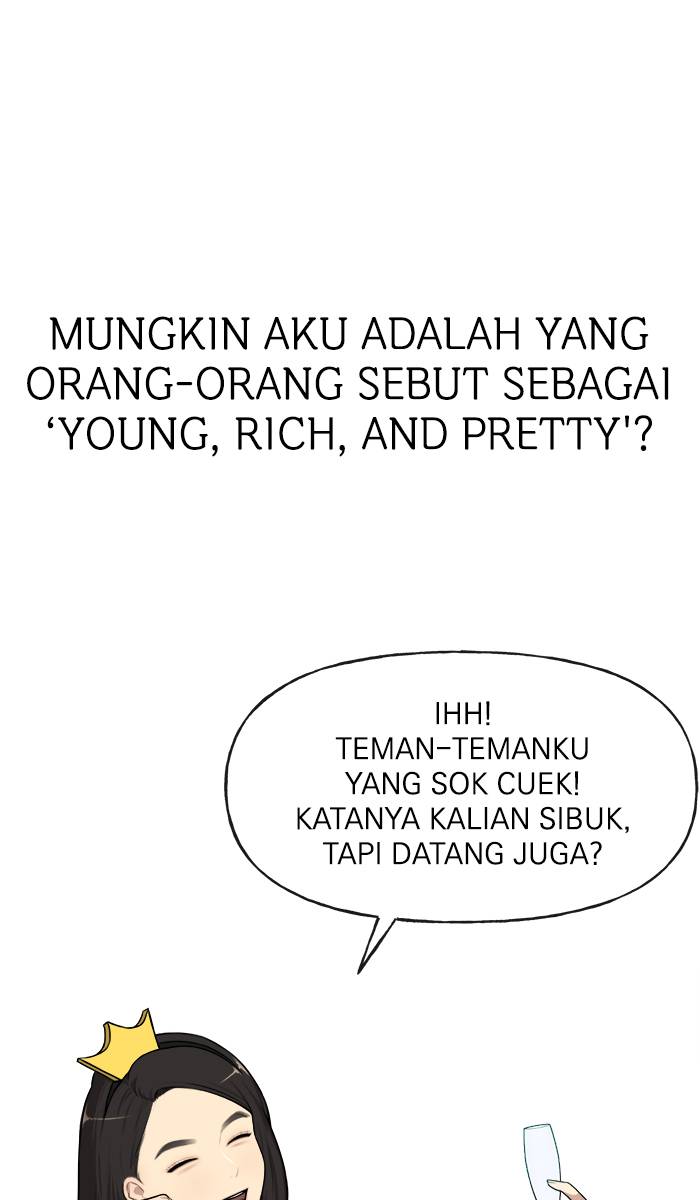 MUNGKIN AKU ADALAH YANG
ORANG-ORANG SEBUT SEBAGAI
‘YOUNG, RICH, AND PRETTY'?
IHH!
TEMAN-TEMANKU
YANG SOK CUEK!
KATANYA KALIAN SIBUK,
TAPI DATANG JUGA?